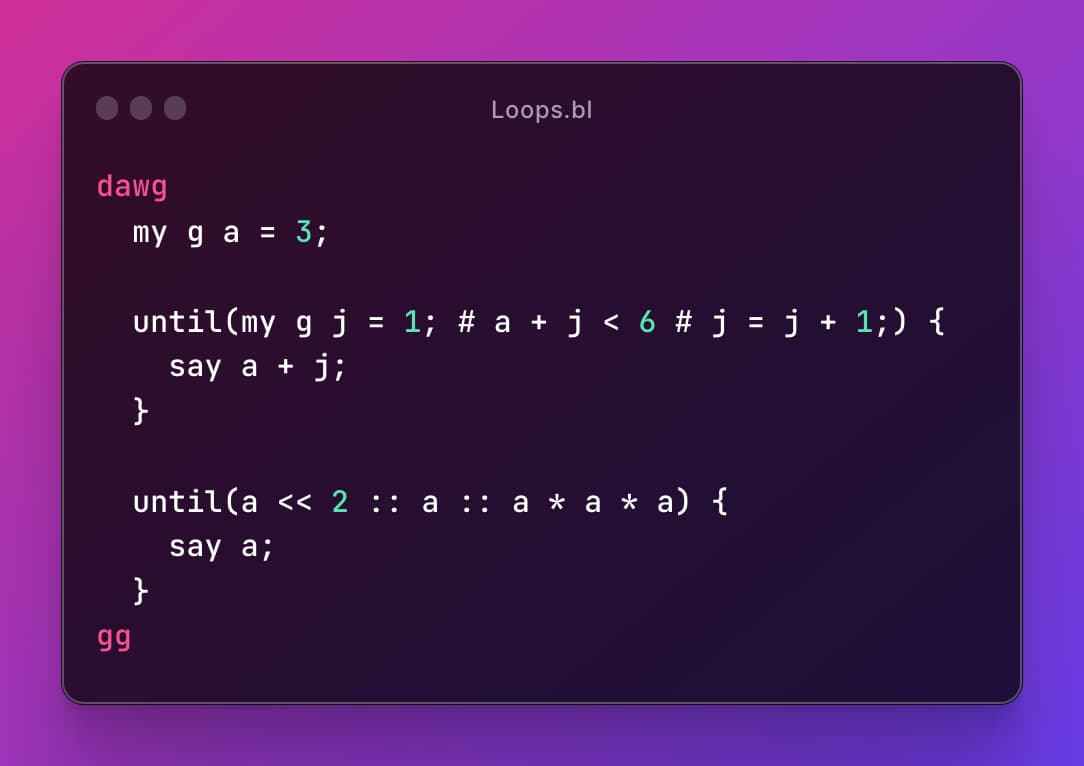 Loops.bl
dawg
my g a = 3;
until(my g j = 1; # a + j < 6 # j = j + 1;) {
say a + j;
}
until(a << 2 :: a :: a * a * a) {
say a;
}
gg